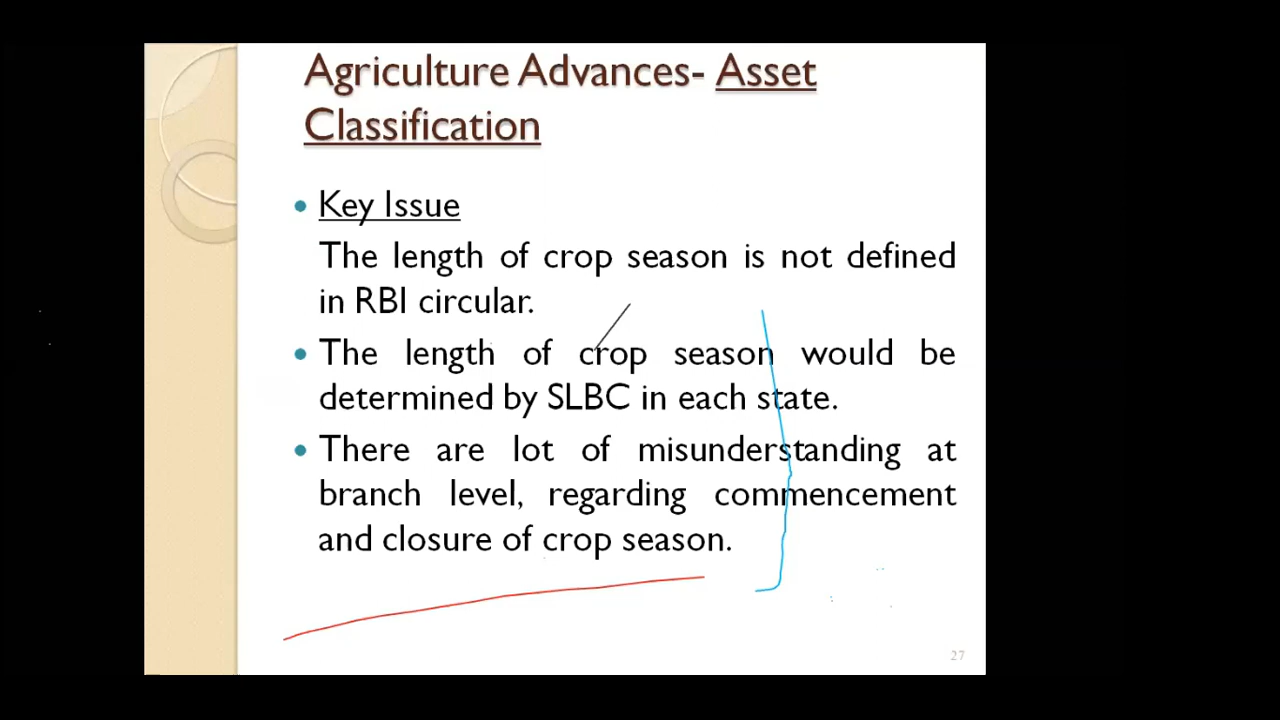 Agriculture Advances- Asset
Classification
• Key Issue
The length of crop season is not defined
in RBI circular.
• The length of crop season would be
determined by SLBC in each state.
• There are lot of misunderstanding at
branch level, regarding commencement
and closure of crop season.
27